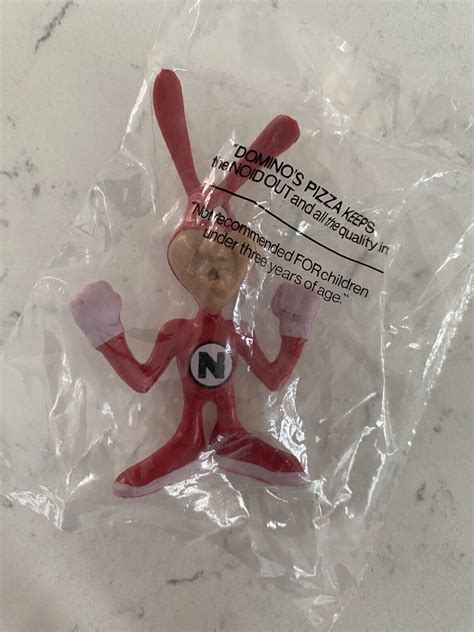 "DOMINO'S PIZZA KEEPS
the NOID OUT and all the quality in
"Not recommended FOR children
under three years of age."
N